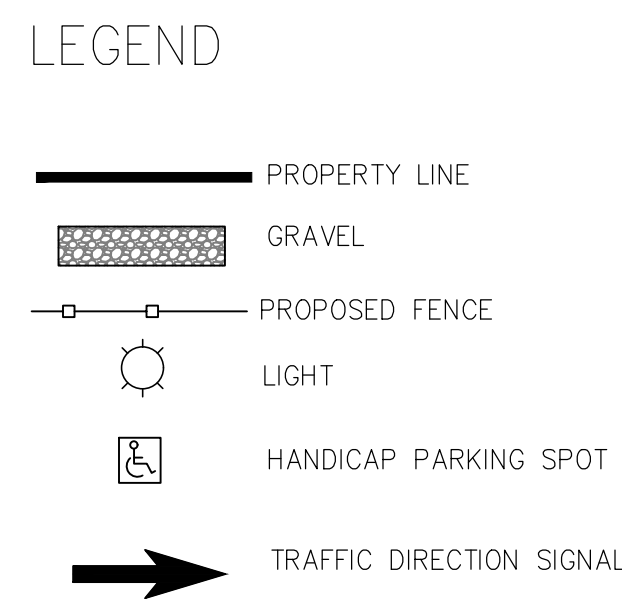 LEGEND
PROPERTY LINE
GRAVEL
PROPOSED FENCE
LIGHT
HANDICAP PARKING SPOT
TRAFFIC DIRECTION SIGNAL